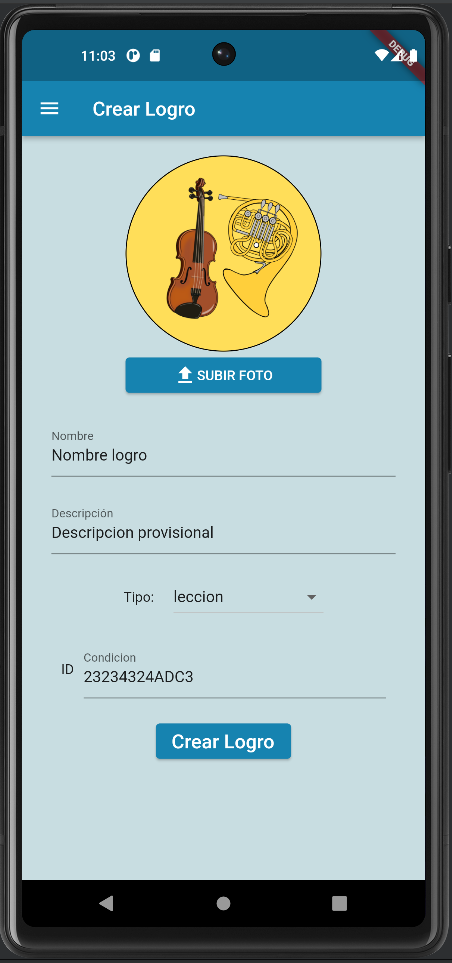 11:03
DEBUG
Crear Logro
SUBIR FOTO
Nombre
Nombre logro
Descripción
Descripcion provisional
Tipo: leccion
Condicion
ID 23234324ADC3
Crear Logro